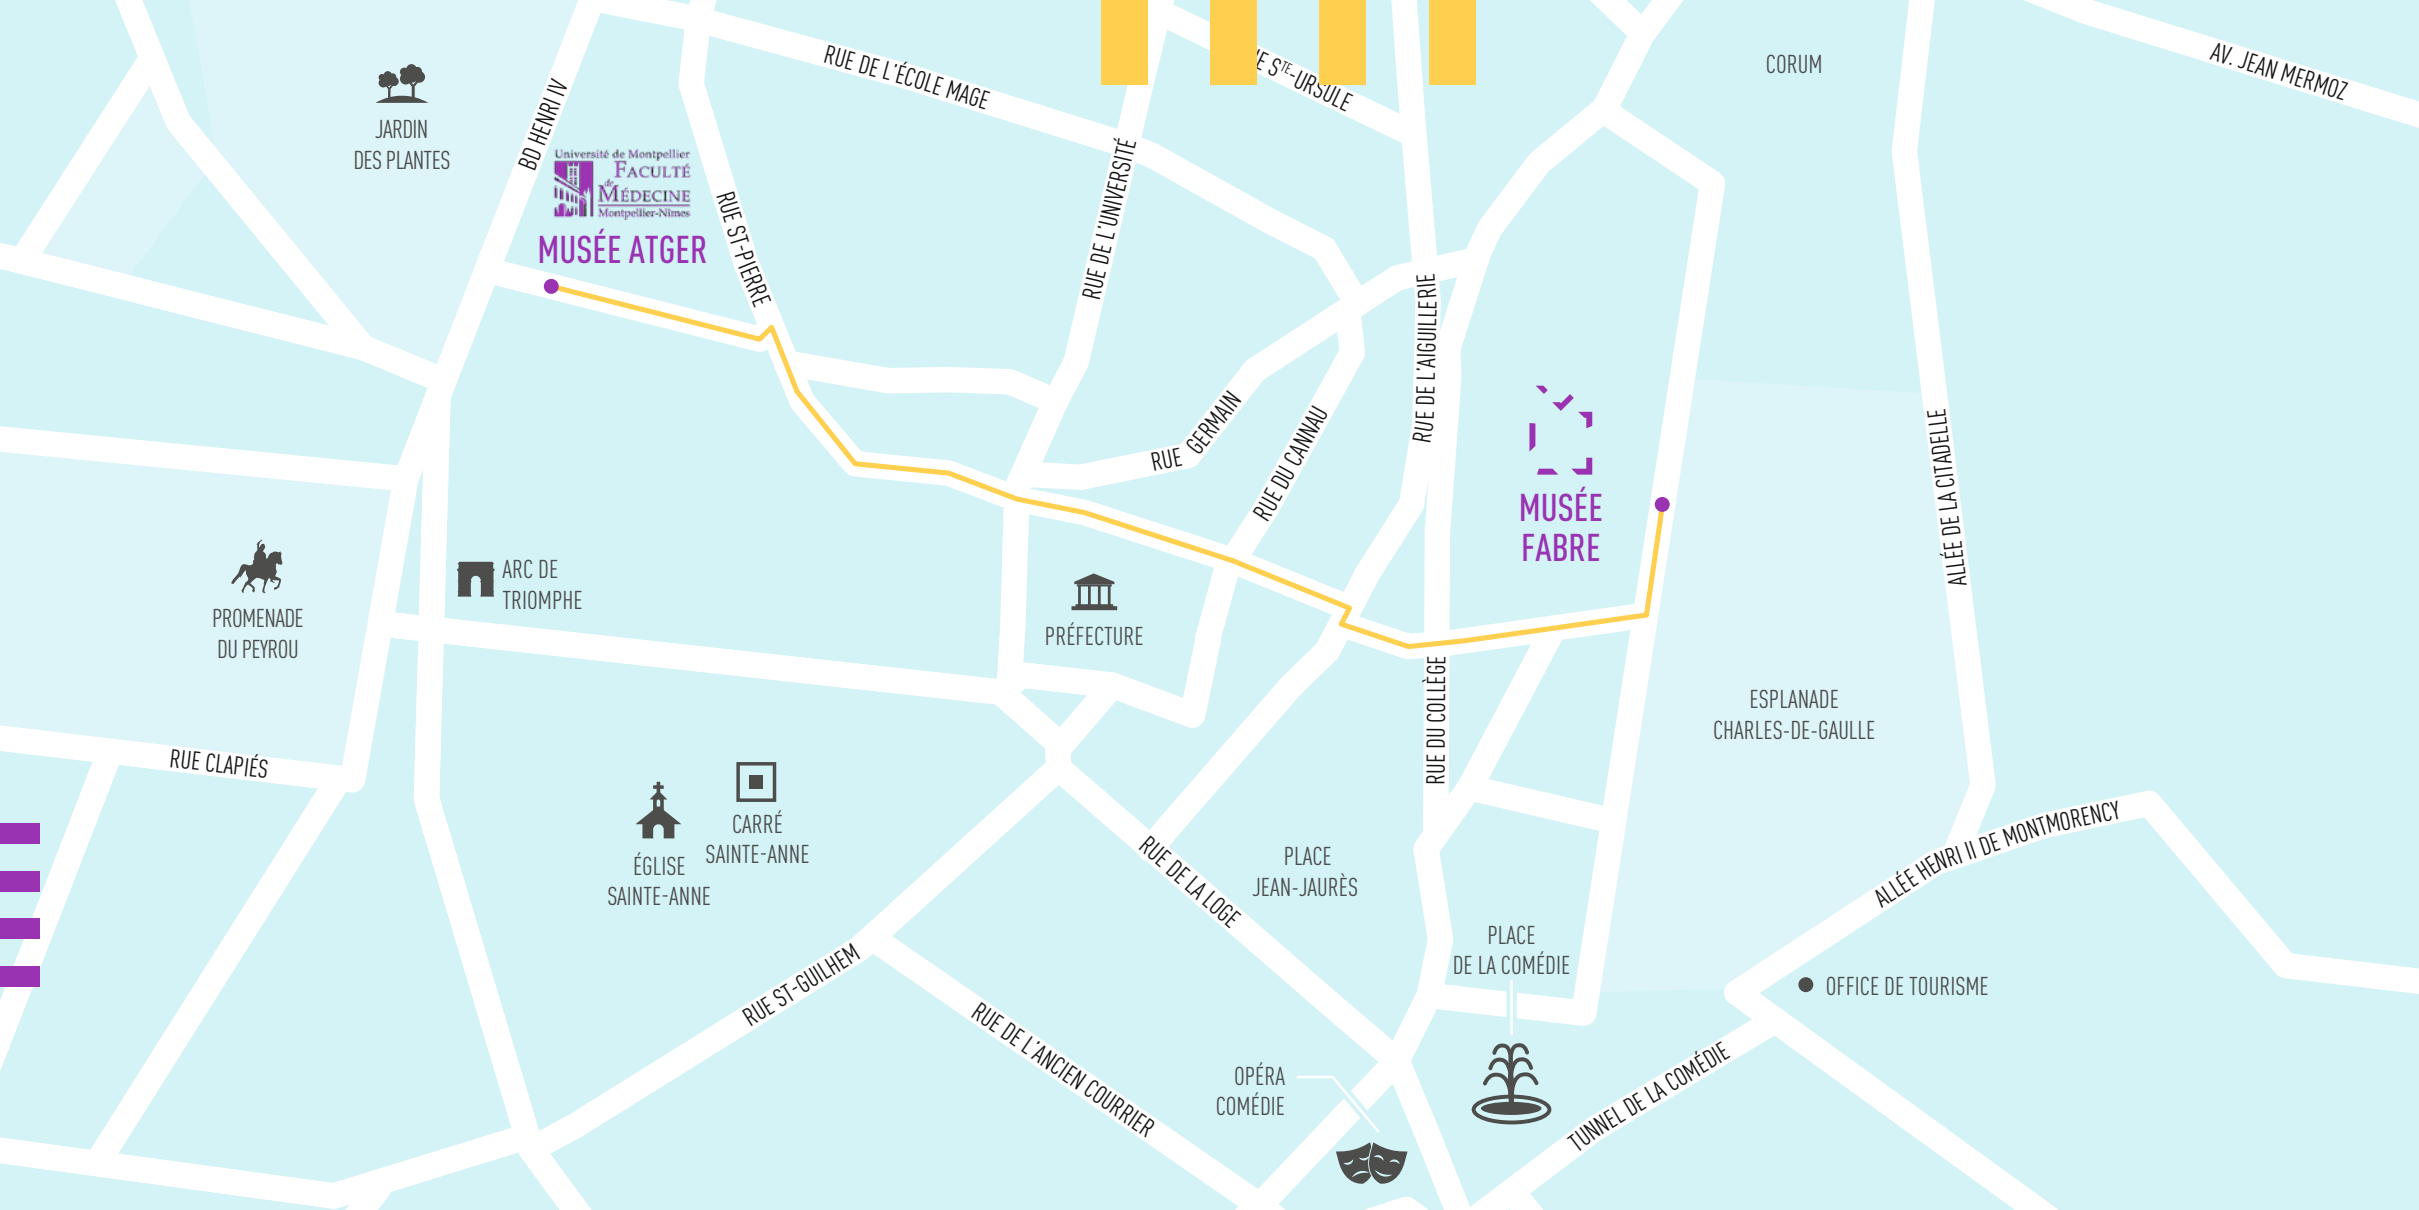 RUE DE L'ÉCOLE MAGE
STE-URSULE
CORUM
AV. JEAN MERMOZ
JARDIN
DES PLANTES
BD HENRI IV
Université de Montpellier
FACULTÉ
de
MÉDECINE
Montpellier-Nîmes
MUSÉE ATGER
RUE ST-PIERRE
RUE DE L'UNIVERSITÉ
RUE DE L'AIGUILLERIE
RUE GERMAIN
RUE DU CANNAU
MUSÉE
FABRE
ALLÉE DE LA CITADELLE
PROMENADE
DU PEYROU
ARC DE
TRIOMPHE
PRÉFECTURE
RUE DU COLLÈGE
ESPLANADE
CHARLES-DE-GAULLE
RUE CLAPIÉS
ÉGLISE
SAINTE-ANNE
CARRÉ
SAINTE-ANNE
RUE DE LA LOGE
PLACE
JEAN-JAURÈS
ALLÉE HENRI II DE MONTMORENCY
PLACE
DE LA COMÉDIE
OFFICE DE TOURISME
RUE ST-GUILHEM
RUE DE L'ANCIEN COURRIER
OPÉRA
COMÉDIE
TUNNEL DE LA COMÉDIE